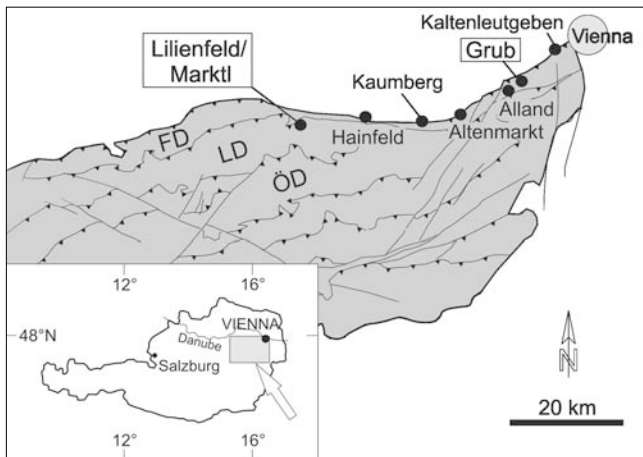 Kaltenleutgeben
Vienna
Lilienfeld/
Marktl
Grub
Kaumberg
Alland
Hainfeld
Altenmarkt
FD
LD
ÖD
12°
16°
48°N
VIENNA
Danube
Salzburg
12°
16°
N
20 km